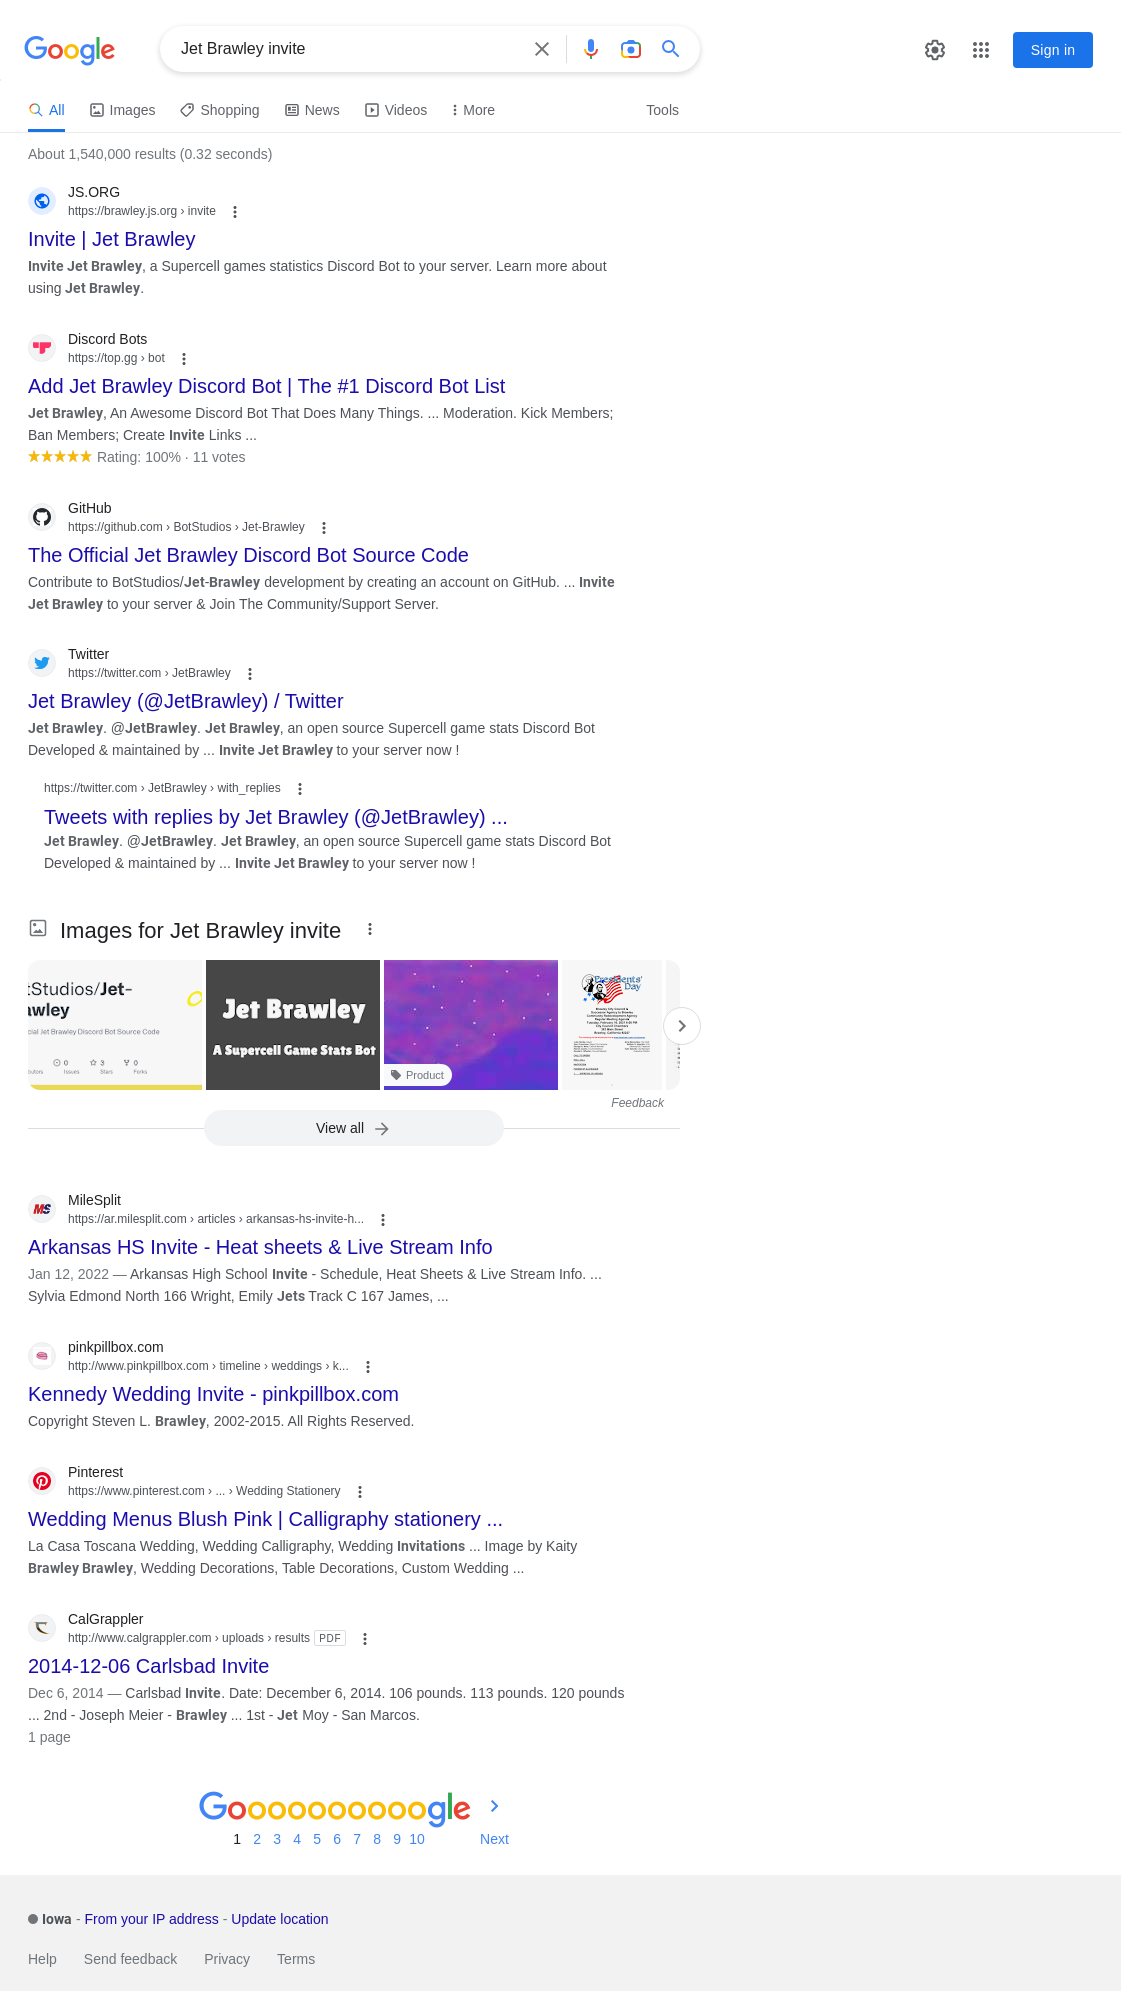 Google
Jet Brawley invite
Sign in
All
Images
Shopping
News
Videos
More
Tools
About 1,540,000 results (0.32 seconds)
JS.ORG
https://brawley.js.org › invite
Invite | Jet Brawley
Invite Jet Brawley, a Supercell games statistics Discord Bot to your server. Learn more about
using Jet Brawley.
Discord Bots
https://top.gg › bot
Add Jet Brawley Discord Bot | The #1 Discord Bot List
Jet Brawley, An Awesome Discord Bot That Does Many Things. ... Moderation. Kick Members;
Ban Members; Create Invite Links ...
Rating: 100% · 11 votes
GitHub
https://github.com › BotStudios › Jet-Brawley
The Official Jet Brawley Discord Bot Source Code
Contribute to BotStudios/Jet-Brawley development by creating an account on GitHub. ... Invite
Jet Brawley to your server & Join The Community/Support Server.
Twitter
https://twitter.com › JetBrawley
Jet Brawley (@JetBrawley) / Twitter
Jet Brawley. @JetBrawley. Jet Brawley, an open source Supercell game stats Discord Bot
Developed & maintained by ... Invite Jet Brawley to your server now !
https://twitter.com › JetBrawley › with_replies
Tweets with replies by Jet Brawley (@JetBrawley) ...
Jet Brawley. @JetBrawley. Jet Brawley, an open source Supercell game stats Discord Bot
Developed & maintained by ... Invite Jet Brawley to your server now !
Images for Jet Brawley invite
tStudios/Jet-
awley
cial Jet Brawley Discord Bot Source Code
0
3
0
Issues
Stars
Forks
Jet Brawley
A Supercell Game Stats Bot
Product
Presidents'
Day
Feedback
View all
MileSplit
https://ar.milesplit.com › articles › arkansas-hs-invite-h...
Arkansas HS Invite - Heat sheets & Live Stream Info
Jan 12, 2022 — Arkansas High School Invite - Schedule, Heat Sheets & Live Stream Info. ...
Sylvia Edmond North 166 Wright, Emily Jets Track C 167 James, ...
pinkpillbox.com
http://www.pinkpillbox.com › timeline › weddings › k...
Kennedy Wedding Invite - pinkpillbox.com
Copyright Steven L. Brawley, 2002-2015. All Rights Reserved.
Pinterest
https://www.pinterest.com › ... › Wedding Stationery
Wedding Menus Blush Pink | Calligraphy stationery ...
La Casa Toscana Wedding, Wedding Calligraphy, Wedding Invitations ... Image by Kaity
Brawley Brawley, Wedding Decorations, Table Decorations, Custom Wedding ...
CalGrappler
http://www.calgrappler.com › uploads › results PDF
2014-12-06 Carlsbad Invite
Dec 6, 2014 — Carlsbad Invite. Date: December 6, 2014. 106 pounds. 113 pounds. 120 pounds
... 2nd - Joseph Meier - Brawley ... 1st - Jet Moy - San Marcos.
1 page
Goooooooooogle
1 2 3 4 5 6 7 8 9 10 Next
Iowa - From your IP address - Update location
Help
Send feedback
Privacy
Terms